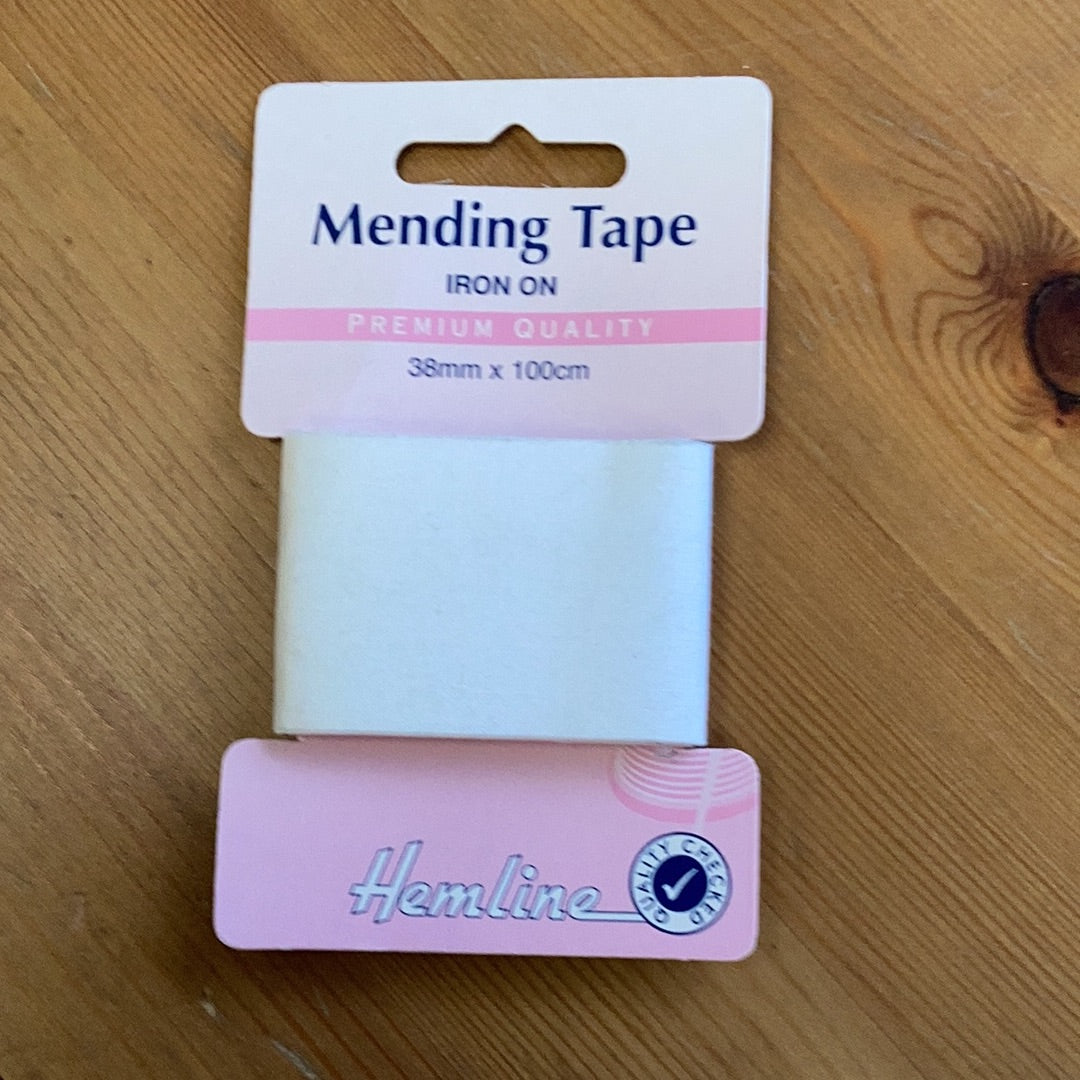 Mending Tape
IRON ON
PREMIUM QUALITY
38mm x 100cm
Hemline
QUALITY CHECKED